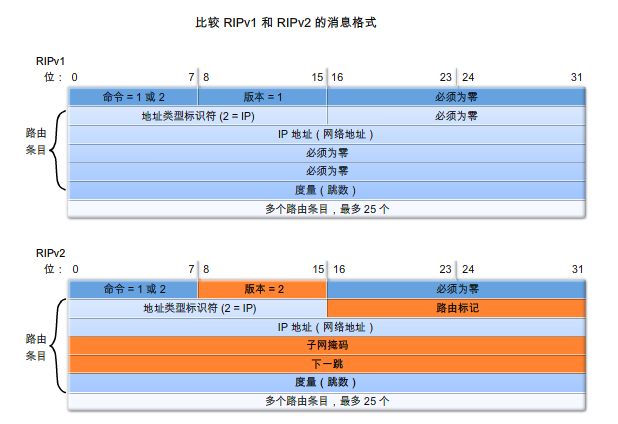 比较 RIPv1 和 RIPv2 的消息格式
RIPv1
位： 0 7 8 15 16 23 24 31
命令 = 1 或 2 版本 = 1 必须为零
地址类型标识符 (2 = IP) 必须为零
IP 地址（网络地址）
必须为零
必须为零
度量（跳数）
多个路由条目，最多 25 个
路由
条目
RIPv2
位： 0 7 8 15 16 23 24 31
命令 = 1 或 2 版本 = 2 必须为零
地址类型标识符 (2 = IP) 路由标记
IP 地址（网络地址）
子网掩码
下一跳
度量（跳数）
多个路由条目，最多 25 个
路由
条目